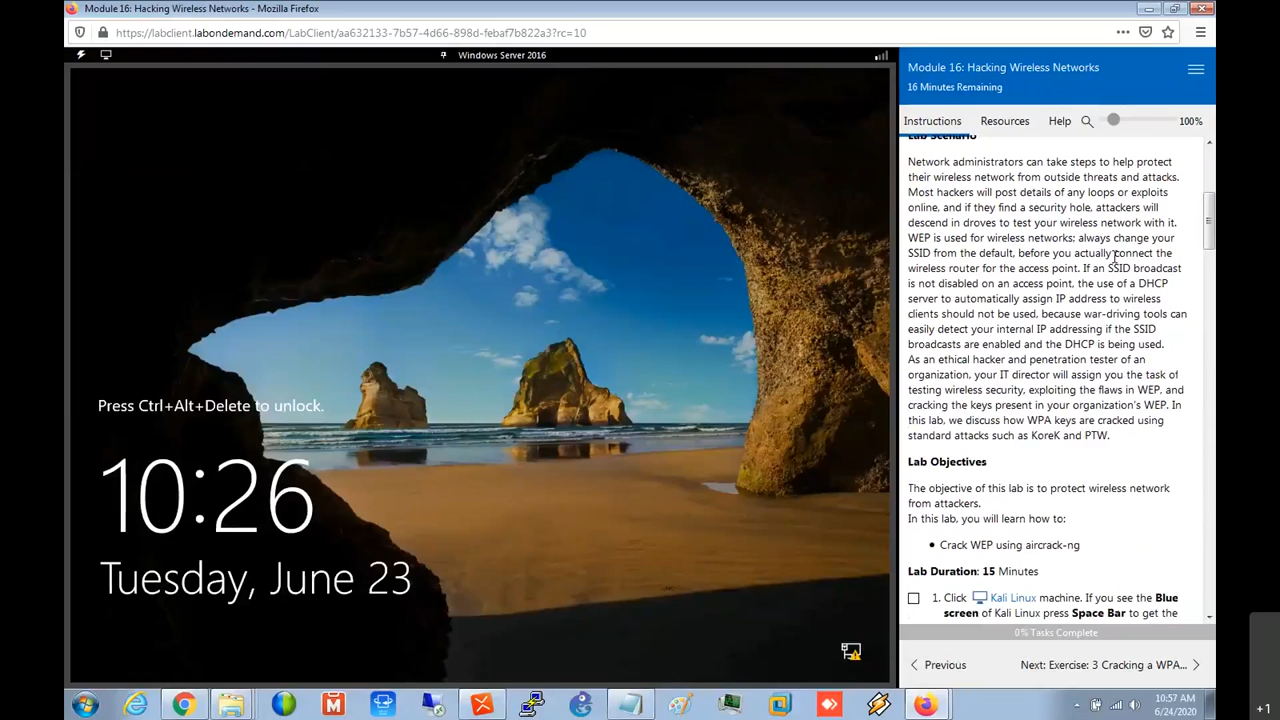 Module 16: Hacking Wireless Networks - Mozilla Firefox
https://labclient.labondemand.com/LabClient/aa632133-7b57-4d66-898d-febaf7b822a3?rc=10
Windows Server 2016
Press Ctrl+Alt+Delete to unlock.
10:26
Tuesday, June 23
Module 16: Hacking Wireless Networks
16 Minutes Remaining
Instructions Resources Help 100%
Lab Scenario
Network administrators can take steps to help protect
their wireless network from outside threats and attacks.
Most hackers will post details of any loops or exploits
online, and if they find a security hole, attackers will
descend in droves to test your wireless network with it.
WEP is used for wireless networks; always change your
SSID from the default, before you actually connect the
wireless router for the access point. If an SSID broadcast
is not disabled on an access point, the use of a DHCP
server to automatically assign IP address to wireless
clients should not be used, because war-driving tools can
easily detect your internal IP addressing if the SSID
broadcasts are enabled and the DHCP is being used.
As an ethical hacker and penetration tester of an
organization, your IT director will assign you the task of
testing wireless security, exploiting the flaws in WEP, and
cracking the keys present in your organization's WEP. In
this lab, we discuss how WPA keys are cracked using
standard attacks such as KoreK and PTW.
Lab Objectives
The objective of this lab is to protect wireless network
from attackers.
In this lab, you will learn how to:
• Crack WEP using aircrack-ng
Lab Duration: 15 Minutes
1. Click Kali Linux machine. If you see the Blue
screen of Kali Linux press Space Bar to get the
0% Tasks Complete
Previous Next: Exercise: 3 Cracking a WPA...
10:57 AM
6/24/2020
+1